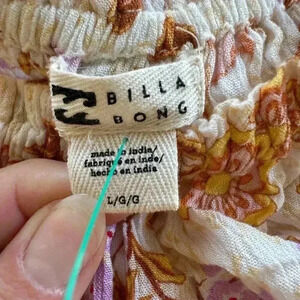 BILLA
BONG
made in india/
fabriqué en inde/
hecho en india
L/G/G